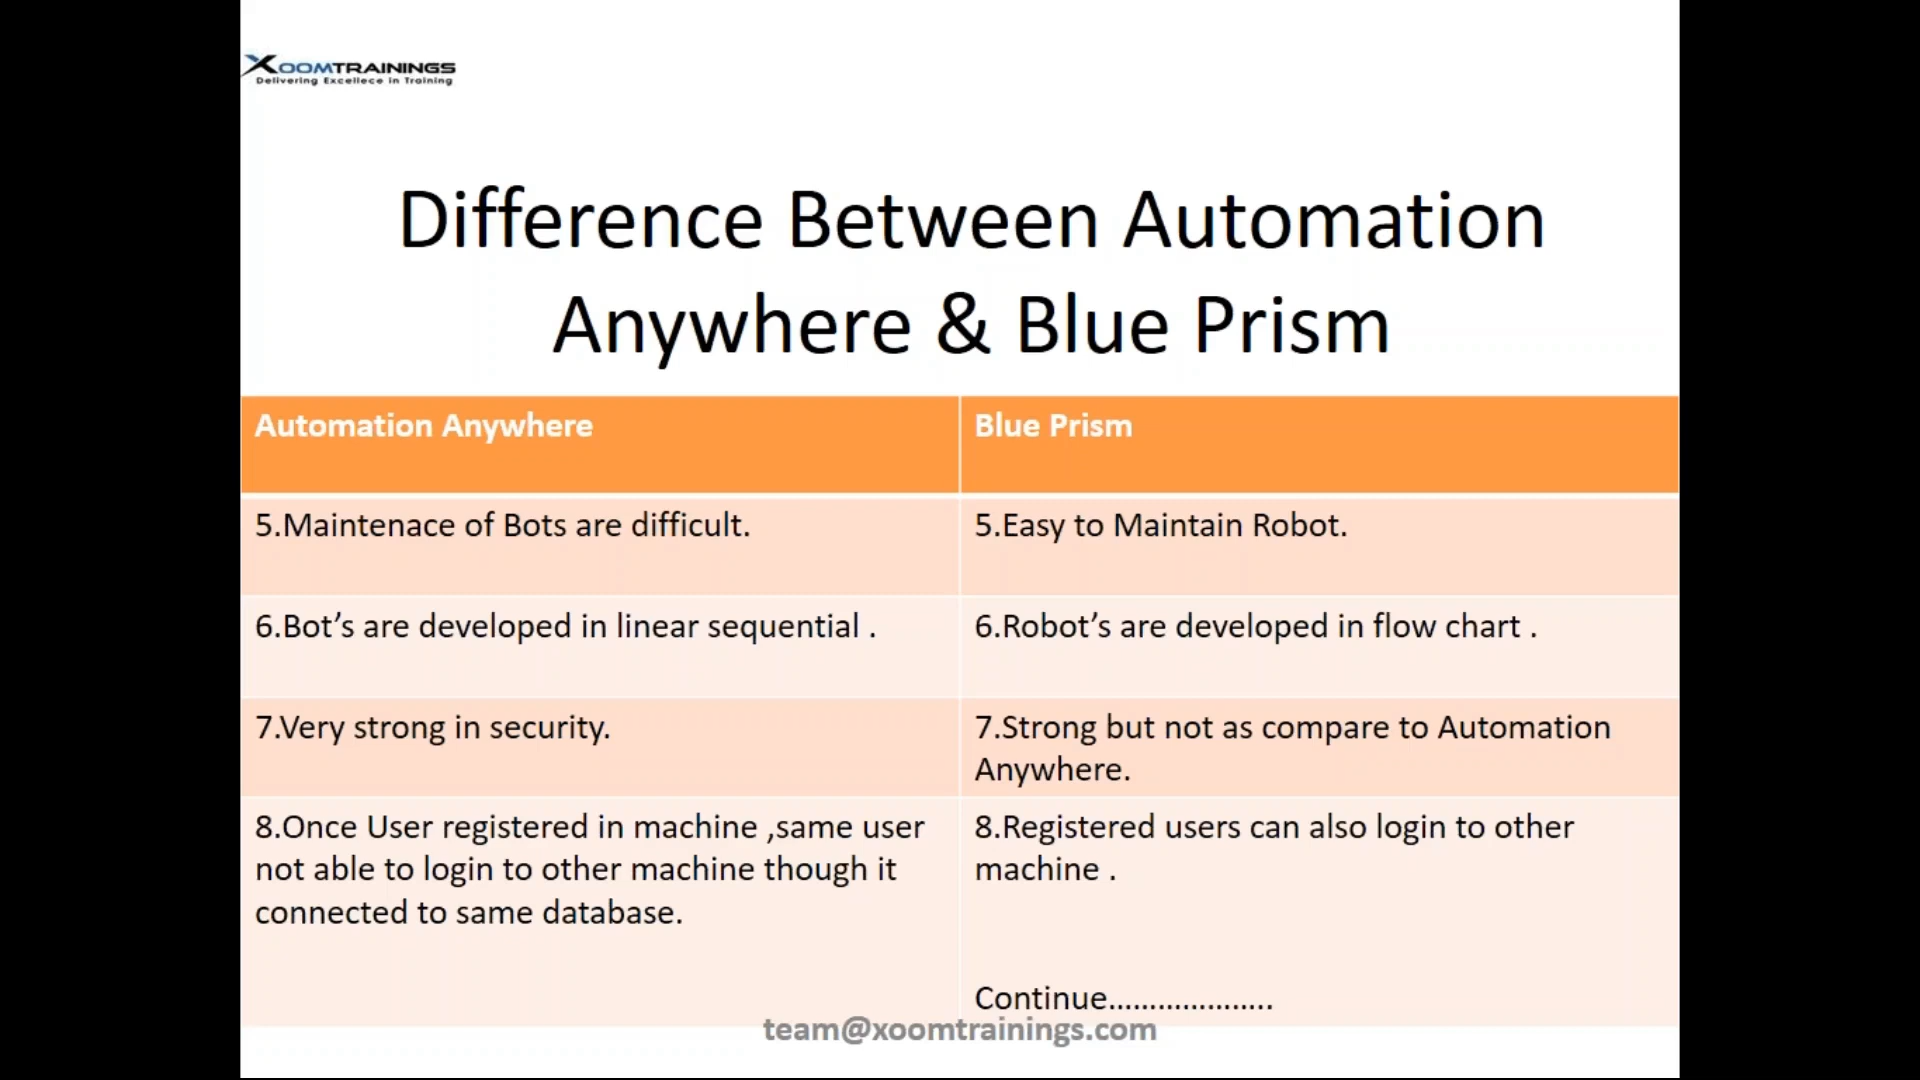 XOOMTRAININGS
Delivering Excellece in Training
Difference Between Automation
Anywhere & Blue Prism
Automation Anywhere
Blue Prism
5.Maintenace of Bots are difficult.
5.Easy to Maintain Robot.
6.Bot’s are developed in linear sequential .
6.Robot’s are developed in flow chart .
7.Very strong in security.
7.Strong but not as compare to Automation
Anywhere.
8.Once User registered in machine ,same user
not able to login to other machine though it
connected to same database.
8.Registered users can also login to other
machine .
Continue....................
team@xoomtrainings.com